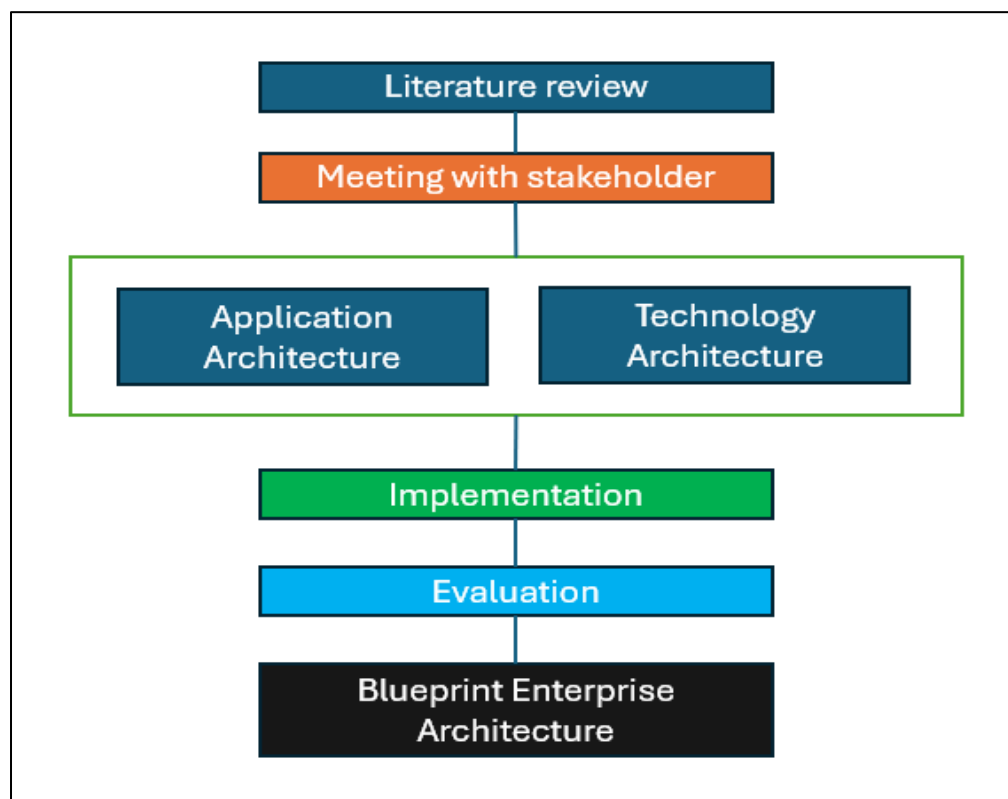 Literature review
Meeting with stakeholder
Application
Architecture
Technology
Architecture
Implementation
Evaluation
Blueprint Enterprise
Architecture